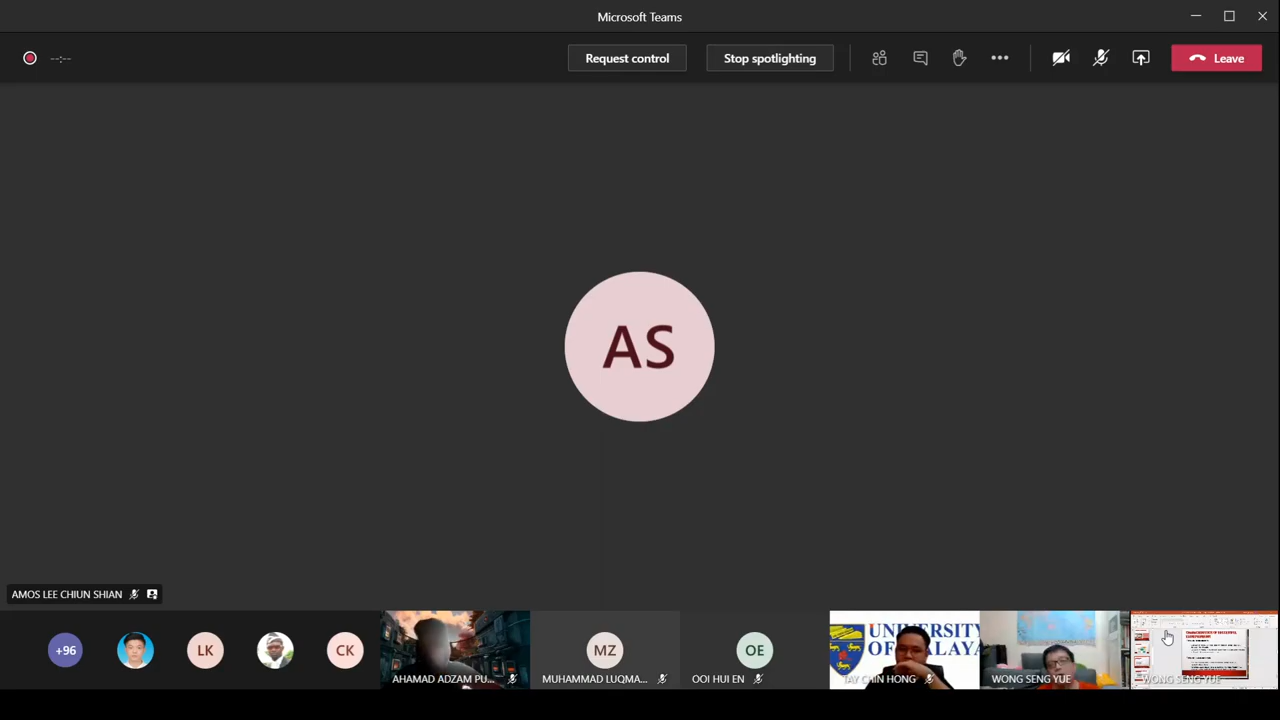 Microsoft Teams
--:--
Request control
Stop spotlighting
Leave
AS
AMOS LEE CHIUN SHIAN
+96
LK
CK
AHAMAD ADZAM PU...
MZ
MUHAMMAD LUQMA...
OE
OOI HUI EN
UNIVERSITY
OF MALAYA
TAY CHIN HONG
WONG SENG YUE
WONG SENG YUE